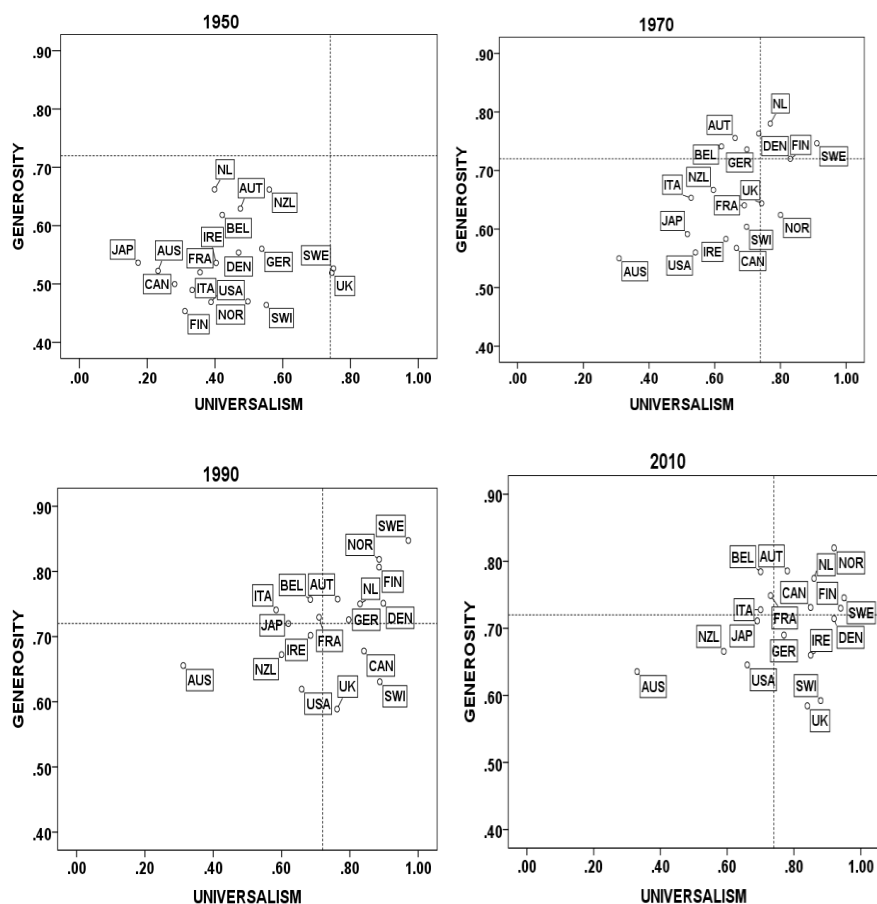 1950
GENEROSITY
.90
.80
.70
.60
.50
.40
NL
AUT
NZL
BEL
IRE
JAP
AUS
FRA
DEN
GER
SWE
CAN
ITA
USA
UK
FIN
NOR
SWI
.00 .20 .40 .60 .80 1.00
UNIVERSALISM
1970
GENEROSITY
.90
.80
.70
.60
.50
.40
NL
AUT
DEN
FIN
BEL
GER
SWE
NZL
ITA
UK
FRA
JAP
NOR
SWI
IRE
USA
CAN
AUS
.00 .20 .40 .60 .80 1.00
UNIVERSALISM
1990
GENEROSITY
.90
.80
.70
.60
.50
.40
SWE
NOR
FIN
BEL
AUT
NL
ITA
JAP
GER
DEN
IRE
FRA
NZL
CAN
AUS
UK
SWI
USA
.00 .20 .40 .60 .80 1.00
UNIVERSALISM
2010
GENEROSITY
.90
.80
.70
.60
.50
.40
BEL
AUT
NL
NOR
CAN
FIN
ITA
FRA
SWE
NZL
JAP
GER
IRE
DEN
AUS
USA
SWI
UK
.00 .20 .40 .60 .80 1.00
UNIVERSALISM